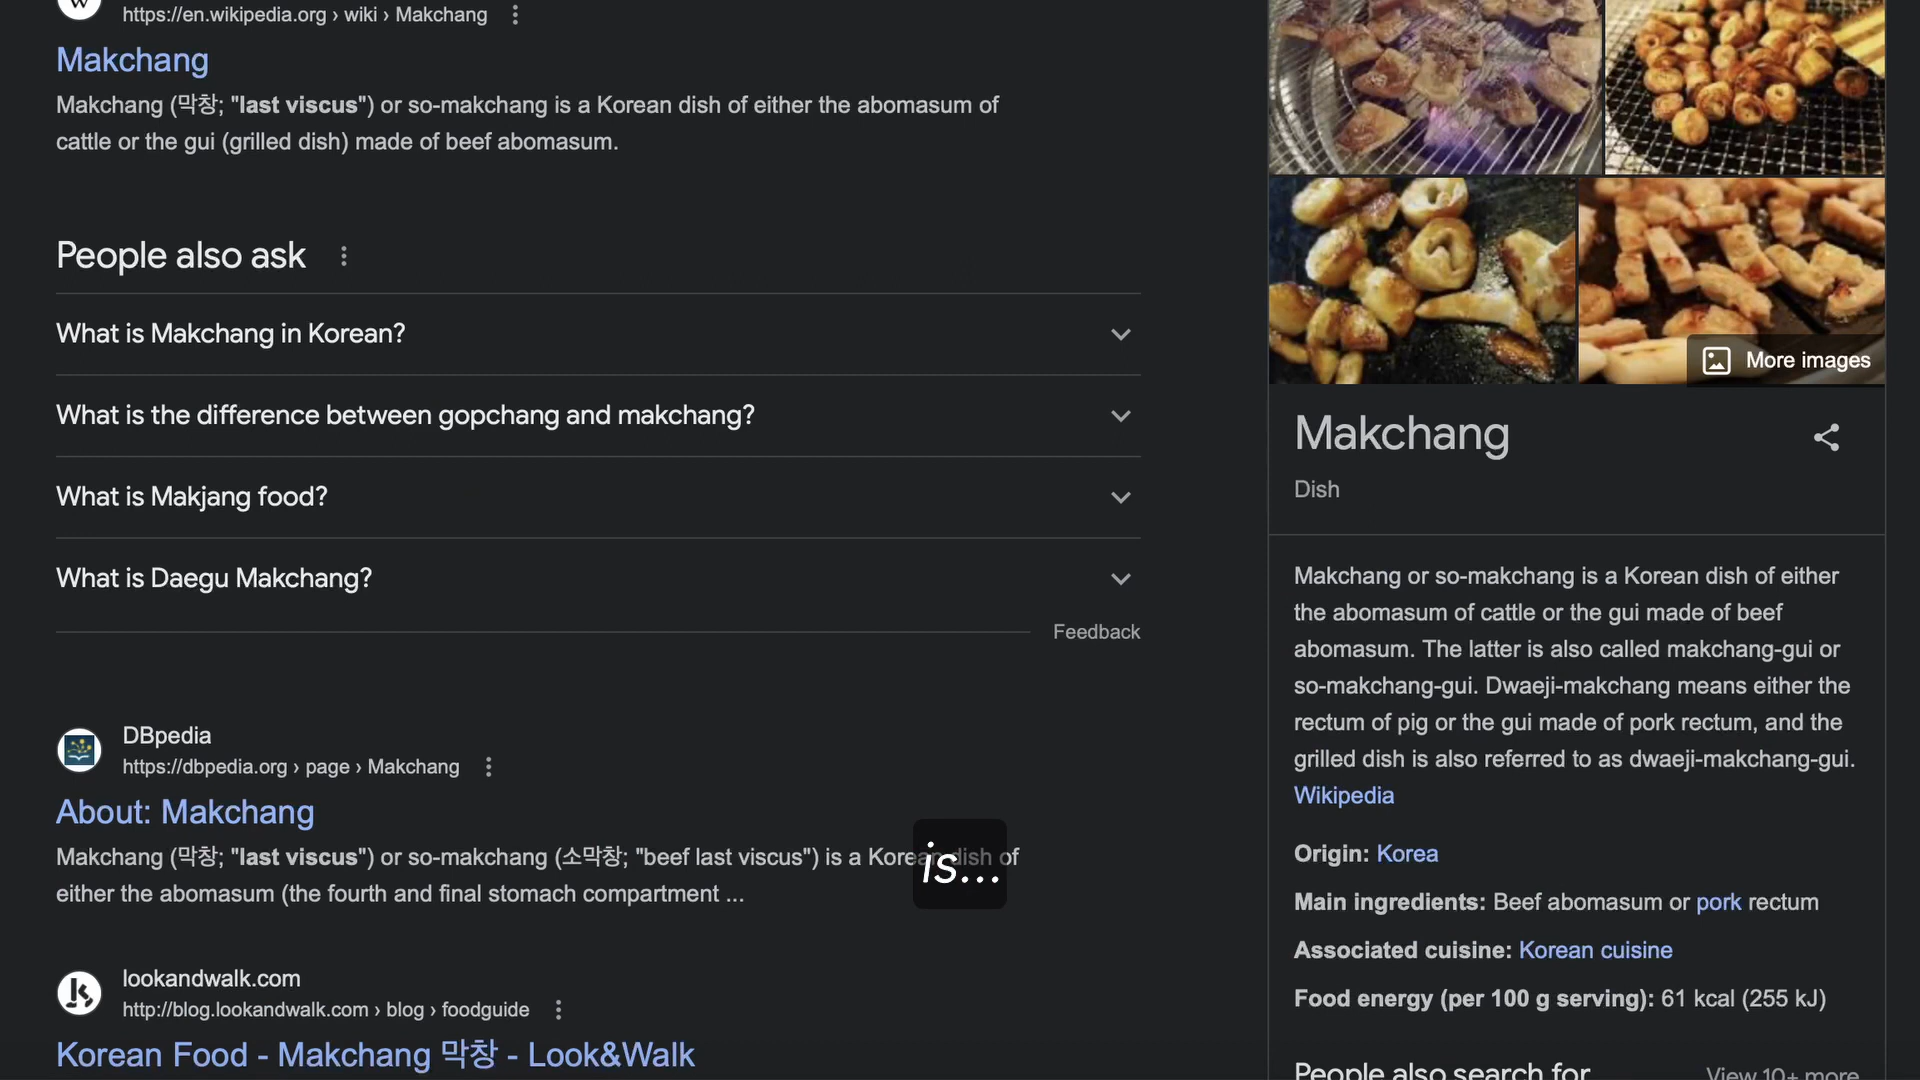 https://en.wikipedia.org › wiki › Makchang
Makchang
Makchang (막창; "last viscus") or so-makchang is a Korean dish of either the abomasum of
cattle or the gui (grilled dish) made of beef abomasum.
People also ask
What is Makchang in Korean?
What is the difference between gopchang and makchang?
What is Makjang food?
What is Daegu Makchang?
Feedback
DBpedia
https://dbpedia.org › page › Makchang
About: Makchang
Makchang (막창; "last viscus") or so-makchang (소막창; "beef last viscus") is a Korean dish of
either the abomasum (the fourth and final stomach compartment ...
is...
lookandwalk.com
http://blog.lookandwalk.com › blog › foodguide
Korean Food - Makchang 막창 - Look&Walk
More images
Makchang
Dish
Makchang or so-makchang is a Korean dish of either
the abomasum of cattle or the gui made of beef
abomasum. The latter is also called makchang-gui or
so-makchang-gui. Dwaeji-makchang means either the
rectum of pig or the gui made of pork rectum, and the
grilled dish is also referred to as dwaeji-makchang-gui.
Wikipedia
Origin: Korea
Main ingredients: Beef abomasum or pork rectum
Associated cuisine: Korean cuisine
Food energy (per 100 g serving): 61 kcal (255 kJ)
People also search for
View 10+ more